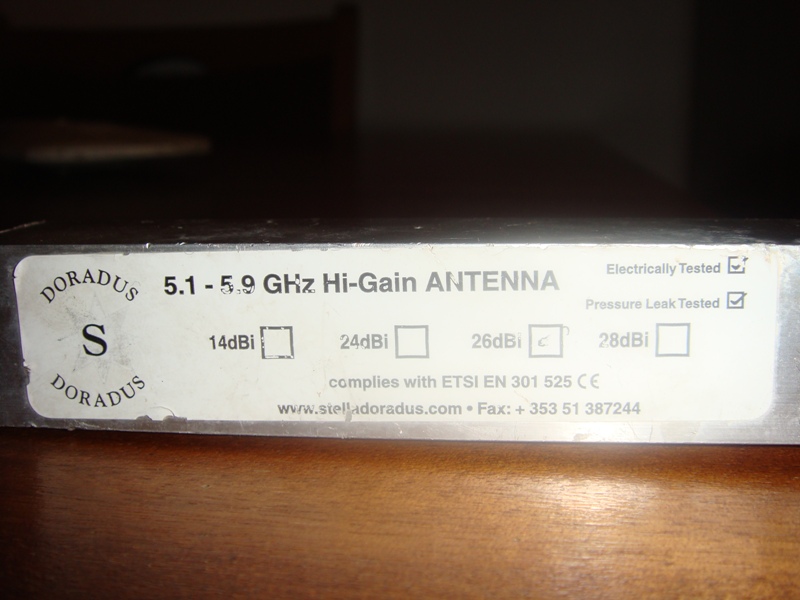 DORADUS
S
DORADUS
5.1 - 5.9 GHz Hi-Gain ANTENNA
Electrically Tested
Pressure Leak Tested
14dBi 24dBi 26dBi 28dBi
complies with ETSI EN 301 525 CE
www.stelladoradus.com • Fax: + 353 51 387244